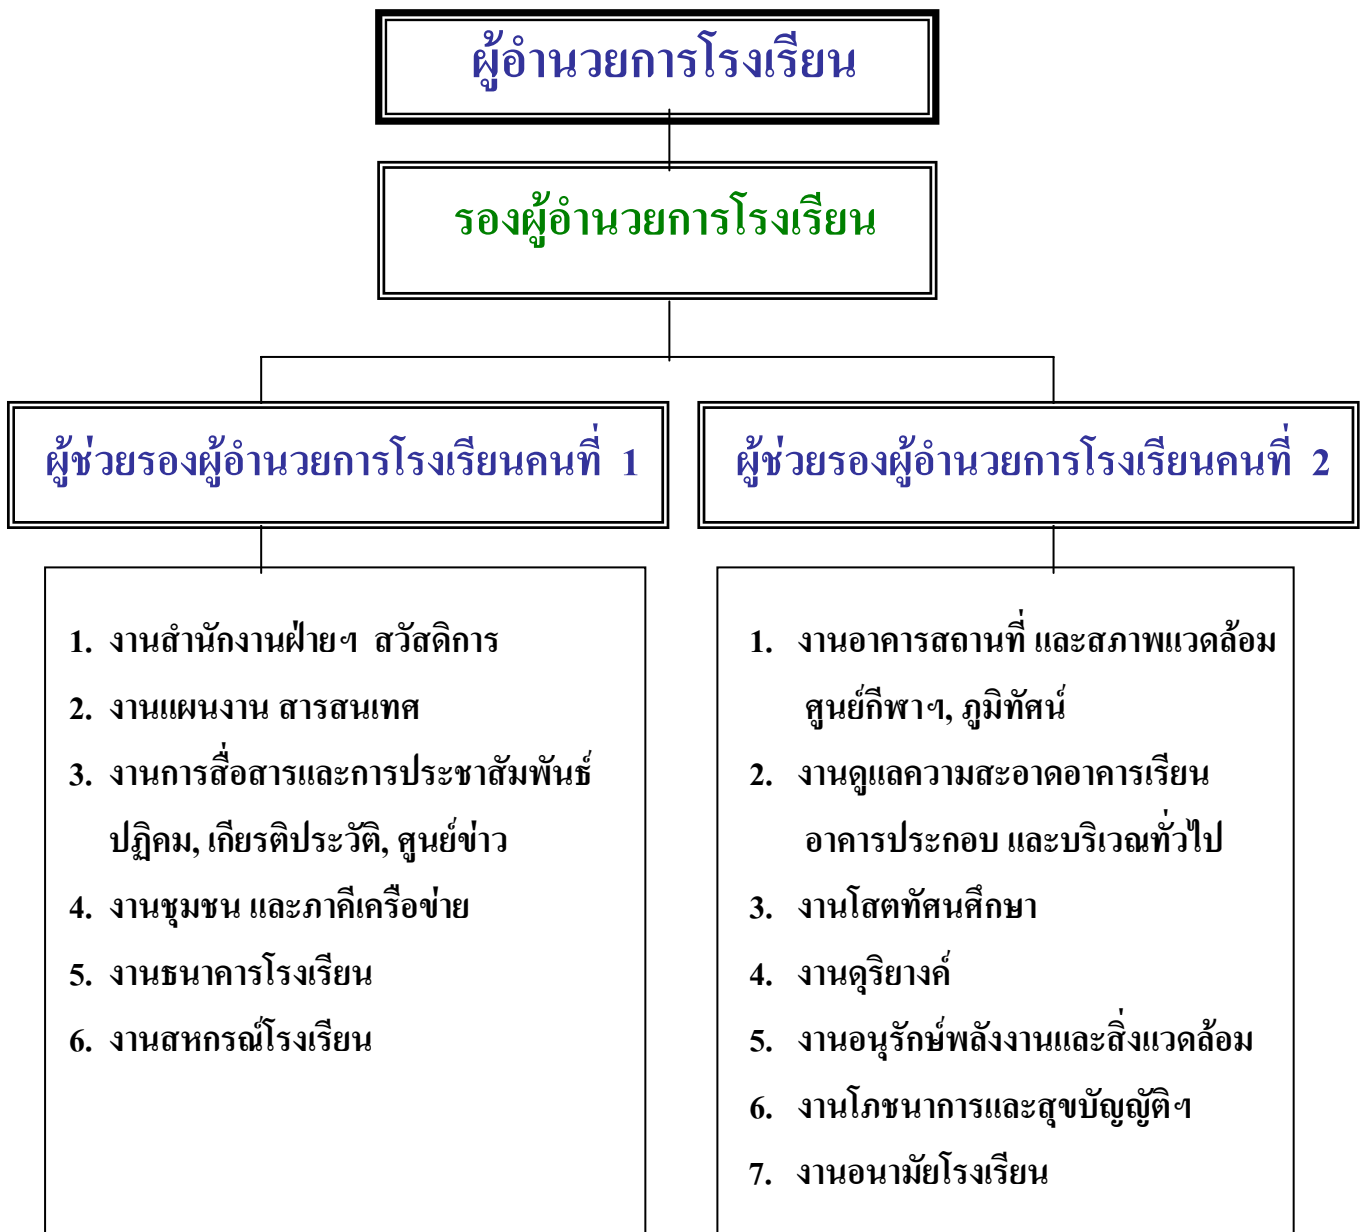 ผู้อำนวยการโรงเรียน
รองผู้อำนวยการโรงเรียน
ผู้ช่วยรองผู้อำนวยการโรงเรียนคนที่ 1
ผู้ช่วยรองผู้อำนวยการโรงเรียนคนที่ 2
1. งานสำนักงานฝ่ายฯ สวัสดิการ
2. งานแผนงาน สารสนเทศ
3. งานการสื่อสารและการประชาสัมพันธ์
ปฏิคม, เกียรติประวัติ, ศูนย์ข่าว
4. งานชุมชน และภาคีเครือข่าย
5. งานธนาคารโรงเรียน
6. งานสหกรณ์โรงเรียน
1. งานอาคารสถานที่ และสภาพแวดล้อม
ศูนย์กีฬาฯ, ภูมิทัศน์
2. งานดูแลความสะอาดอาคารเรียน
อาคารประกอบ และบริเวณทั่วไป
3. งานโสตทัศนศึกษา
4. งานดุริยางค์
5. งานอนุรักษ์พลังงานและสิ่งแวดล้อม
6. งานโภชนาการและสุขบัญญัติฯ
7. งานอนามัยโรงเรียน